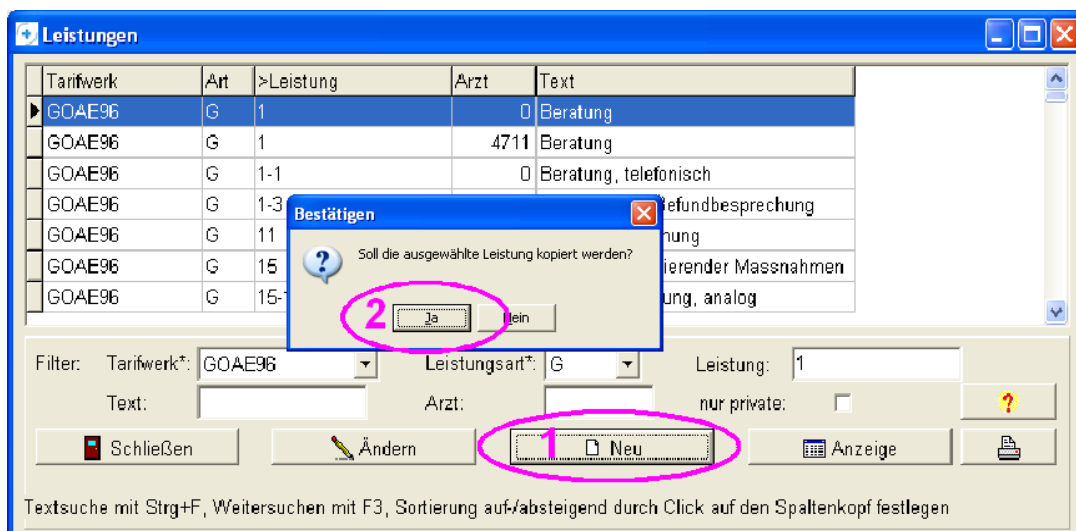 Leistungen
Tarifwerk Art >Leistung Arzt Text
GOAE96 G 1 0 Beratung
GOAE96 G 1 4711 Beratung
GOAE96 G 1-1 0 Beratung, telefonisch
GOAE96 G 1-3 efundbesprechung
GOAE96 G 11 nung
GOAE96 G 15 ierender Massnahmen
GOAE96 G 15- ung, analog
Bestätigen
Soll die ausgewählte Leistung kopiert werden?
2 Ja Nein
Filter: Tarifwerk*: GOAE96 Leistungsart*: G Leistung: 1
Text: Arzt: nur private: ?
Schließen Ändern 1 Neu Anzeige
Textsuche mit Strg+F, Weitersuchen mit F3, Sortierung auf-/absteigend durch Click auf den Spaltenkopf festlegen